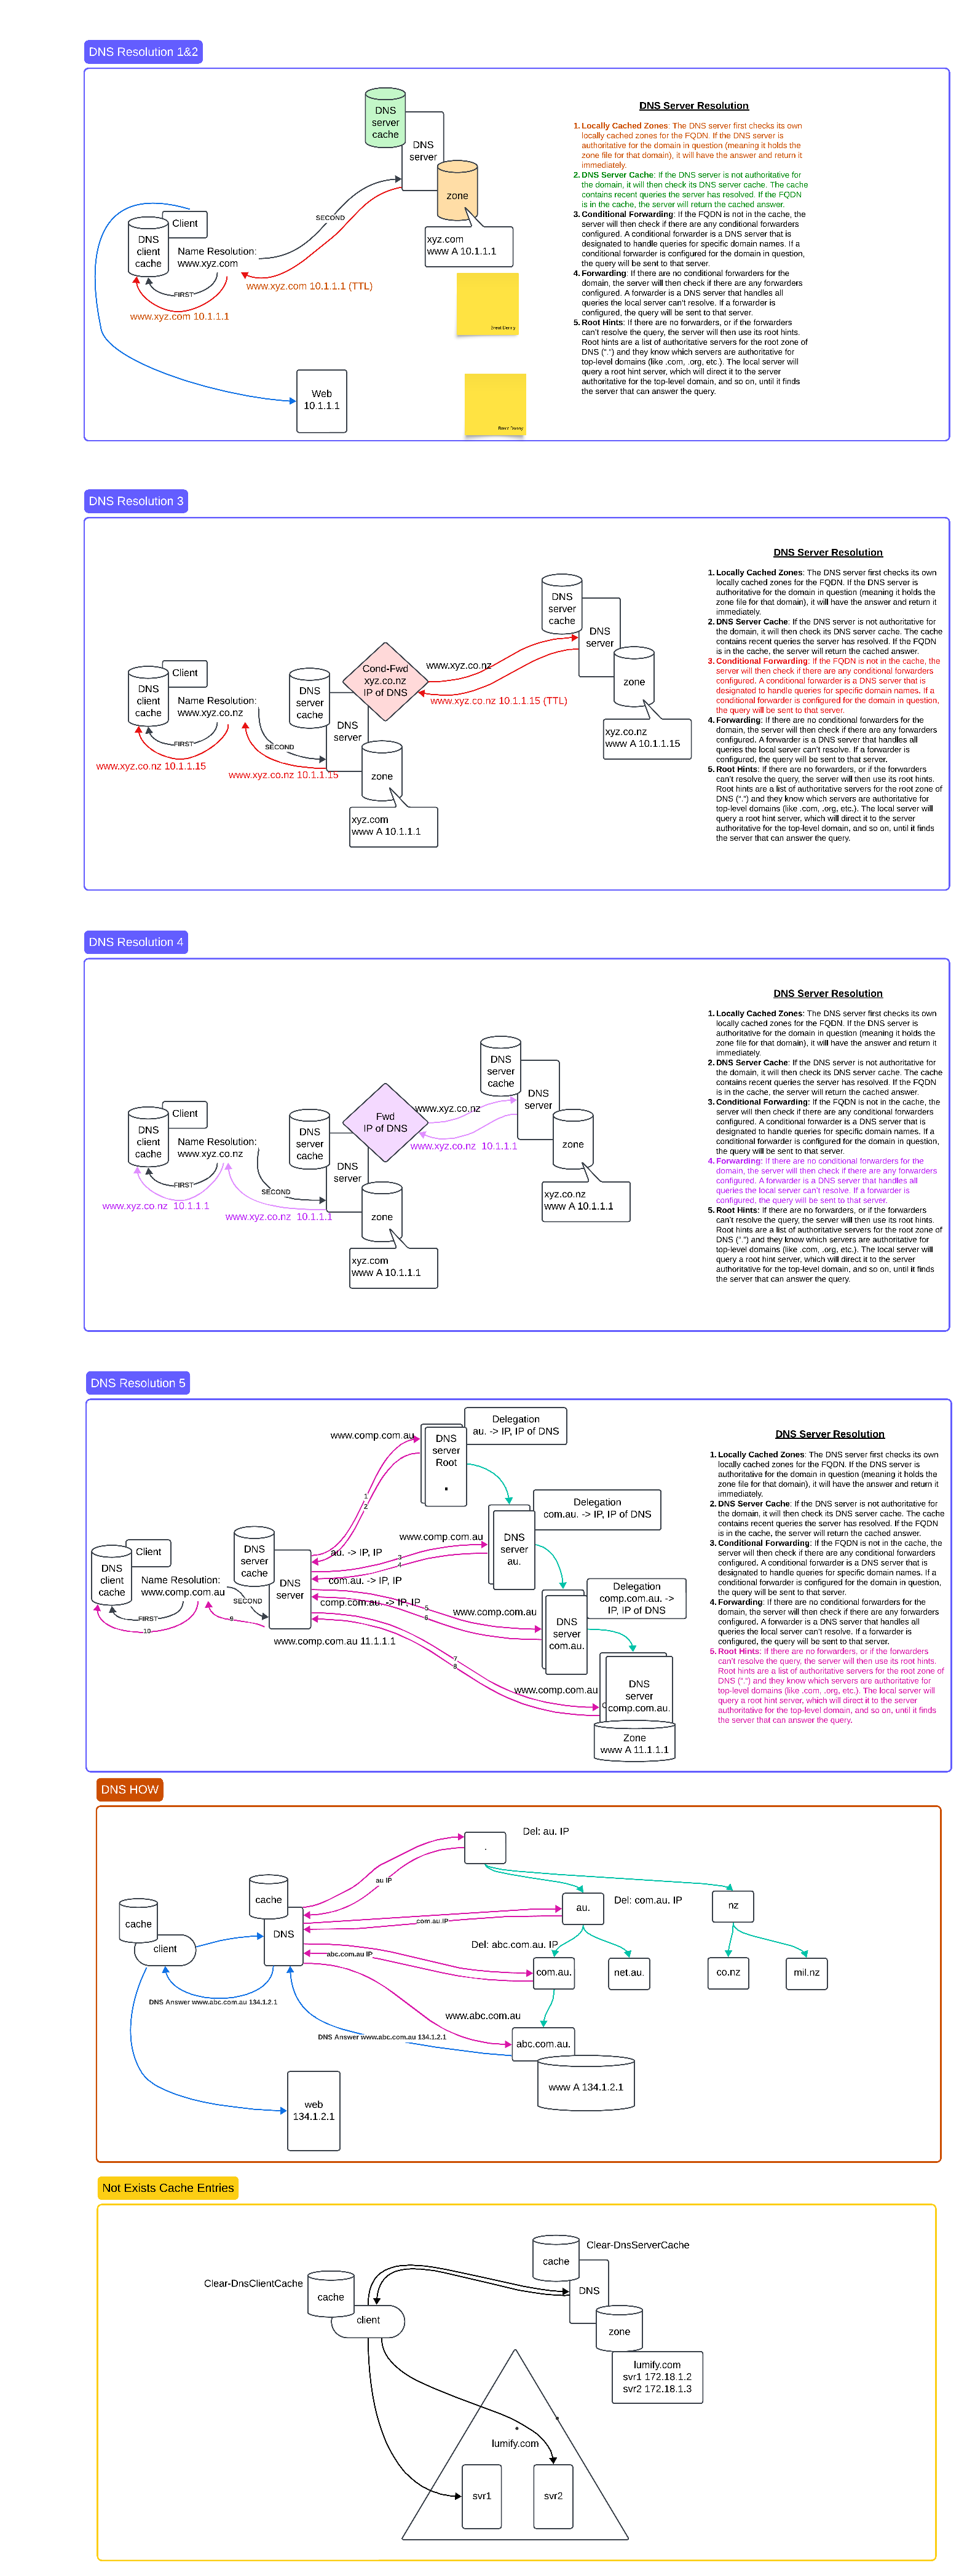 DNS Resolution 1&2
DNS
server
cache
DNS
server
zone
xyz.com
www A 10.1.1.1
Client
DNS
client
cache
Name Resolution:
www.xyz.com
SECOND
FIRST
www.xyz.com 10.1.1.1 (TTL)
www.xyz.com 10.1.1.1
Web
10.1.1.1
DNS Server Resolution
1. Locally Cached Zones: The DNS server first checks its own
locally cached zones for the FQDN. If the DNS server is
authoritative for the domain in question (meaning it holds the
zone file for that domain), it will have the answer and return it
immediately.
2. DNS Server Cache: If the DNS server is not authoritative for
the domain, it will then check its DNS server cache. The cache
contains recent queries the server has resolved. If the FQDN
is in the cache, the server will return the cached answer.
3. Conditional Forwarding: If the FQDN is not in the cache, the
server will then check if there are any conditional forwarders
configured. A conditional forwarder is a DNS server that is
designated to handle queries for specific domain names. If a
conditional forwarder is configured for the domain in question,
the query will be sent to that server.
4. Forwarding: If there are no conditional forwarders for the
domain, the server will then check if there are any forwarders
configured. A forwarder is a DNS server that handles all
queries the local server can't resolve. If a forwarder is
configured, the query will be sent to that server.
5. Root Hints: If there are no forwarders, or if the forwarders
can't resolve the query, the server will then use its root hints.
Root hints are a list of authoritative servers for the root zone of
DNS (".") and they know which servers are authoritative for
top-level domains (like .com, .org, etc.). The local server will
query a root hint server, which will direct it to the server
authoritative for the top-level domain, and so on, until it finds
the server that can answer the query.
DNS Resolution 3
Client
DNS
client
cache
Name Resolution:
www.xyz.co.nz
FIRST
SECOND
www.xyz.co.nz 10.1.1.15
www.xyz.co.nz 10.1.1.15
DNS
server
cache
DNS
server
Cond-Fwd
xyz.co.nz
IP of DNS
zone
xyz.com
www A 10.1.1.1
www.xyz.co.nz
www.xyz.co.nz 10.1.1.15 (TTL)
DNS
server
cache
DNS
server
zone
xyz.co.nz
www A 10.1.1.15
DNS Server Resolution
1. Locally Cached Zones: The DNS server first checks its own
locally cached zones for the FQDN. If the DNS server is
authoritative for the domain in question (meaning it holds the
zone file for that domain), it will have the answer and return it
immediately.
2. DNS Server Cache: If the DNS server is not authoritative for
the domain, it will then check its DNS server cache. The cache
contains recent queries the server has resolved. If the FQDN
is in the cache, the server will return the cached answer.
3. Conditional Forwarding: If the FQDN is not in the cache, the
server will then check if there are any conditional forwarders
configured. A conditional forwarder is a DNS server that is
designated to handle queries for specific domain names. If a
conditional forwarder is configured for the domain in question,
the query will be sent to that server.
4. Forwarding: If there are no conditional forwarders for the
domain, the server will then check if there are any forwarders
configured. A forwarder is a DNS server that handles all
queries the local server can't resolve. If a forwarder is
configured, the query will be sent to that server.
5. Root Hints: If there are no forwarders, or if the forwarders
can't resolve the query, the server will then use its root hints.
Root hints are a list of authoritative servers for the root zone of
DNS (".") and they know which servers are authoritative for
top-level domains (like .com, .org, etc.). The local server will
query a root hint server, which will direct it to the server
authoritative for the top-level domain, and so on, until it finds
the server that can answer the query.
DNS Resolution 4
Client
DNS
client
cache
Name Resolution:
www.xyz.co.nz
FIRST
SECOND
www.xyz.co.nz 10.1.1.1
www.xyz.co.nz 10.1.1.1
DNS
server
cache
DNS
server
Fwd
IP of DNS
zone
xyz.com
www A 10.1.1.1
www.xyz.co.nz
www.xyz.co.nz 10.1.1.1
DNS
server
cache
DNS
server
zone
xyz.co.nz
www A 10.1.1.1
DNS Server Resolution
1. Locally Cached Zones: The DNS server first checks its own
locally cached zones for the FQDN. If the DNS server is
authoritative for the domain in question (meaning it holds the
zone file for that domain), it will have the answer and return it
immediately.
2. DNS Server Cache: If the DNS server is not authoritative for
the domain, it will then check its DNS server cache. The cache
contains recent queries the server has resolved. If the FQDN
is in the cache, the server will return the cached answer.
3. Conditional Forwarding: If the FQDN is not in the cache, the
server will then check if there are any conditional forwarders
configured. A conditional forwarder is a DNS server that is
designated to handle queries for specific domain names. If a
conditional forwarder is configured for the domain in question,
the query will be sent to that server.
4. Forwarding: If there are no conditional forwarders for the
domain, the server will then check if there are any forwarders
configured. A forwarder is a DNS server that handles all
queries the local server can't resolve. If a forwarder is
configured, the query will be sent to that server.
5. Root Hints: If there are no forwarders, or if the forwarders
can't resolve the query, the server will then use its root hints.
Root hints are a list of authoritative servers for the root zone of
DNS (".") and they know which servers are authoritative for
top-level domains (like .com, .org, etc.). The local server will
query a root hint server, which will direct it to the server
authoritative for the top-level domain, and so on, until it finds
the server that can answer the query.
DNS Resolution 5
Client
DNS
client
cache
Name Resolution:
www.comp.com.au
FIRST
SECOND
9
10
DNS
server
cache
DNS
server
www.comp.com.au
1
2
DNS
server
Root
.
Delegation
au. -> IP, IP of DNS
au. -> IP, IP
www.comp.com.au
3
4
DNS
server
au.
Delegation
com.au. -> IP, IP of DNS
com.au. -> IP, IP
comp.com.au. -> IP, IP
5
6
www.comp.com.au
DNS
server
com.au.
Delegation
comp.com.au. ->
IP, IP of DNS
www.comp.com.au 11.1.1.1
7
8
www.comp.com.au
DNS
server
comp.com.au.
Zone
www A 11.1.1.1
DNS Server Resolution
1. Locally Cached Zones: The DNS server first checks its own
locally cached zones for the FQDN. If the DNS server is
authoritative for the domain in question (meaning it holds the
zone file for that domain), it will have the answer and return it
immediately.
2. DNS Server Cache: If the DNS server is not authoritative for
the domain, it will then check its DNS server cache. The cache
contains recent queries the server has resolved. If the FQDN
is in the cache, the server will return the cached answer.
3. Conditional Forwarding: If the FQDN is not in the cache, the
server will then check if there are any conditional forwarders
configured. A conditional forwarder is a DNS server that is
designated to handle queries for specific domain names. If a
conditional forwarder is configured for the domain in question,
the query will be sent to that server.
4. Forwarding: If there are no conditional forwarders for the
domain, the server will then check if there are any forwarders
configured. A forwarder is a DNS server that handles all
queries the local server can't resolve. If a forwarder is
configured, the query will be sent to that server.
5. Root Hints: If there are no forwarders, or if the forwarders
can't resolve the query, the server will then use its root hints.
Root hints are a list of authoritative servers for the root zone of
DNS (".") and they know which servers are authoritative for
top-level domains (like .com, .org, etc.). The local server will
query a root hint server, which will direct it to the server
authoritative for the top-level domain, and so on, until it finds
the server that can answer the query.
DNS HOW
.
Del: au. IP
cache
client
cache
DNS
au IP
au.
Del: com.au. IP
nz
com.au IP
Del: abc.com.au. IP
abc.com.au IP
com.au.
net.au.
co.nz
mil.nz
DNS Answer www.abc.com.au 134.1.2.1
www.abc.com.au
DNS Answer www.abc.com.au 134.1.2.1
abc.com.au.
www A 134.1.2.1
web
134.1.2.1
Not Exists Cache Entries
Clear-DnsServerCache
cache
DNS
Clear-DnsClientCache
cache
client
zone
lumify.com
svr1 172.18.1.2
svr2 172.18.1.3
lumify.com
svr1
svr2